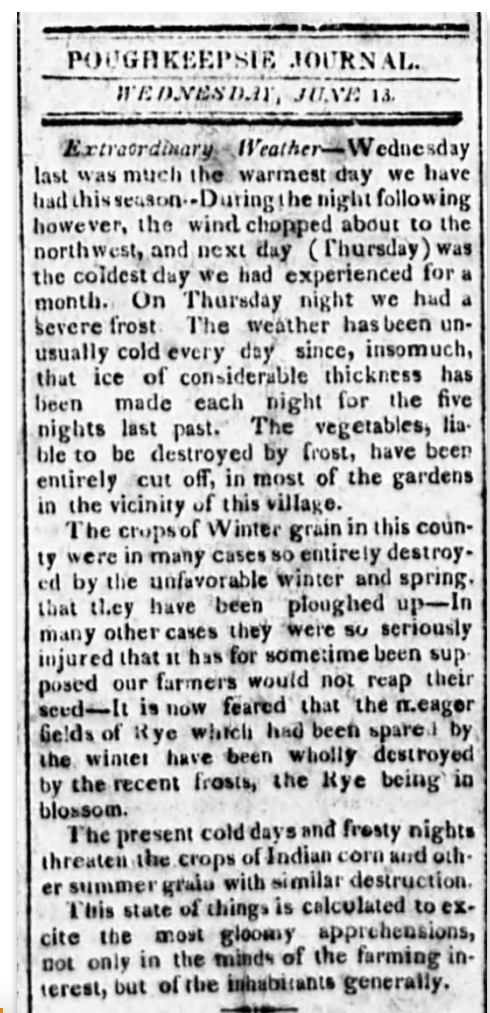 POUGHKEEPSIE JOURNAL.
WEDNESDAY, JUNE 13.
Extraordinary Weather—Wednesday
last was much the warmest day we have
had this season--During the night following
however, the wind chopped about to the
northwest, and next day (Thursday) was
the coldest day we had experienced for a
month. On Thursday night we had a
severe frost The weather has been un-
usually cold every day since, insomuch,
that ice of considerable thickness has
been made each night for the five
nights last past. The vegetables, lia-
ble to be destroyed by frost, have been
entirely cut off, in most of the gardens
in the vicinity of this village.
The crops of Winter grain in this coun-
ty were in many cases so entirely destroy-
ed by the unfavorable winter and spring,
that they have been ploughed up—In
many other cases they were so seriously
injured that it has for sometime been sup
posed our farmers would not reap their
seed—It is now feared that the meager
fields of Rye which had been spared by
the winter have been wholly destroyed
by the recent frosts, the Rye being in
blossom.
The present cold days and frosty nights
threaten the crops of Indian corn and oth-
er summer grain with similar destruction.
This state of things is calculated to ex-
cite the most gloomy apprehensions,
not only in the minds of the farming in-
terest, but of the inhabitants generally.